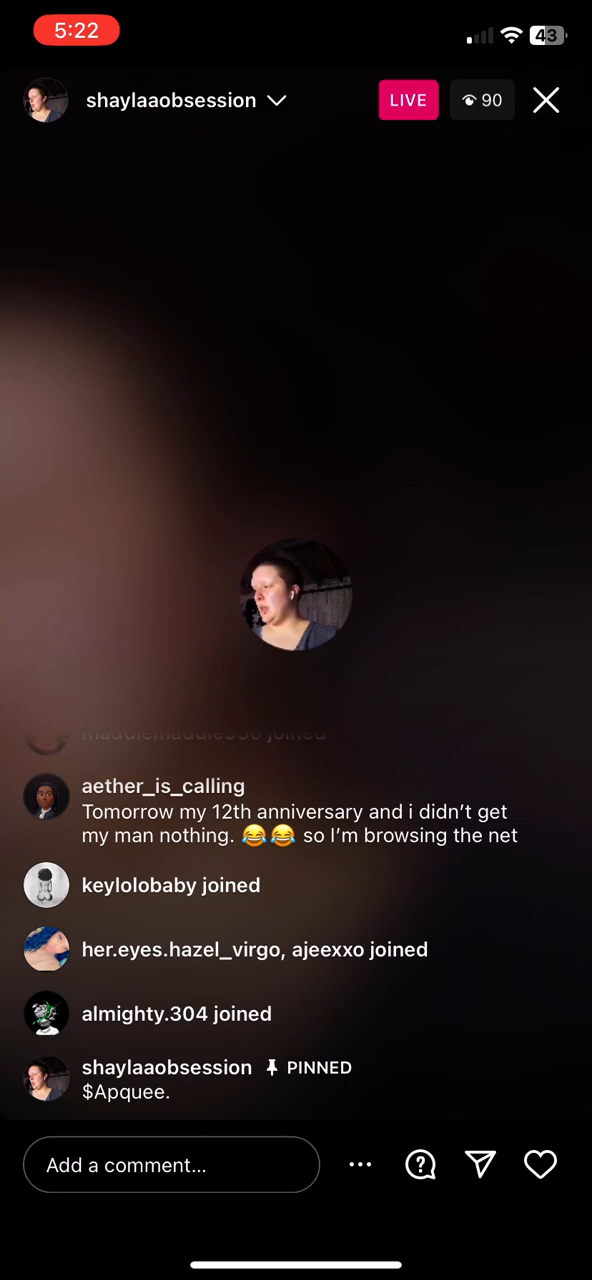 5:22
43
shaylaaobsession
LIVE
90
joined
aether_is_calling
Tomorrow my 12th anniversary and i didn't get
my man nothing. 😂😂 so I'm browsing the net
keylolobaby joined
her.eyes.hazel_virgo, ajeexxo joined
almighty.304 joined
shaylaaobsession PINNED
$Apquee.
Add a comment...